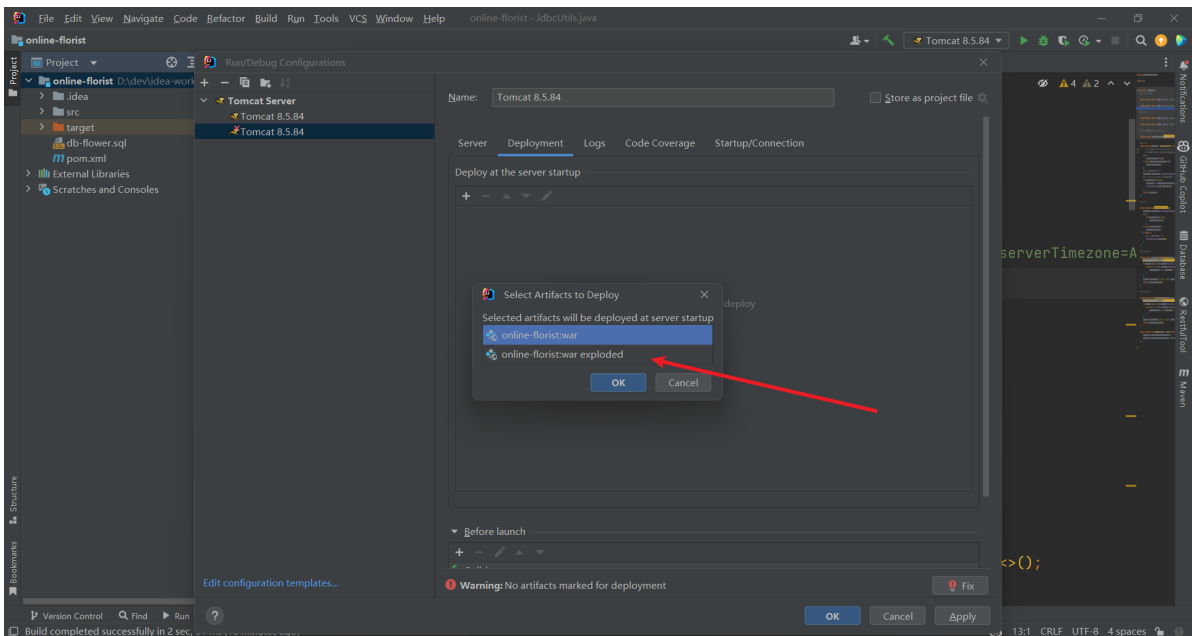 File Edit View Navigate Code Refactor Build Run Tools VCS Window Help online-florist - JdbcUtils.java
online-florist
Tomcat 8.5.84
Project
online-florist D:\dev\idea-work
.idea
src
target
db-flower.sql
pom.xml
External Libraries
Scratches and Consoles
Run/Debug Configurations
Tomcat Server
Tomcat 8.5.84
Tomcat 8.5.84
Edit configuration templates...
Name: Tomcat 8.5.84
Store as project file
Server Deployment Logs Code Coverage Startup/Connection
Deploy at the server startup
deploy
Select Artifacts to Deploy
Selected artifacts will be deployed at server startup
online-florist:war
online-florist:war exploded
OK Cancel
Before launch
Warning: No artifacts marked for deployment
Fix
OK Cancel Apply
4 2
serverTimezone=A
<>();
Project
Structure
Bookmarks
Notifications
GitHub Copilot
Database
RestfulTool
Maven
Version Control Find Run
Build completed successfully in 2 sec,
13:1 CRLF UTF-8 4 spaces